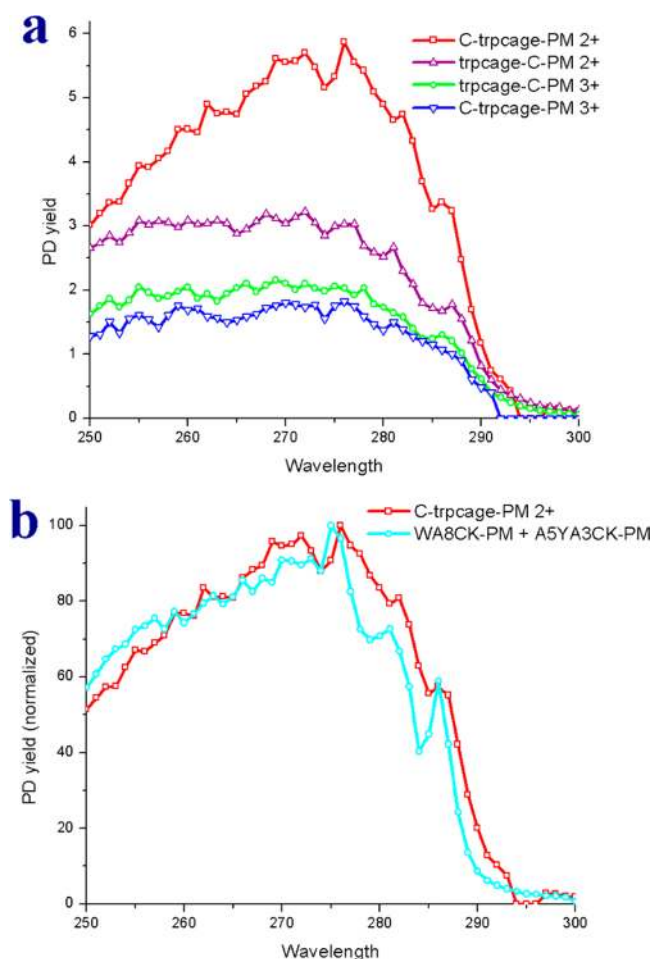 a
C-trpcage-PM 2+
trpcage-C-PM 2+
trpcage-C-PM 3+
C-trpcage-PM 3+
PD yield
6
5
4
3
2
1
0
250 260 270 280 290 300
Wavelength
b
C-trpcage-PM 2+
WA8CK-PM + A5YA3CK-PM
PD yield (normalized)
100
80
60
40
20
0
250 260 270 280 290 300
Wavelength